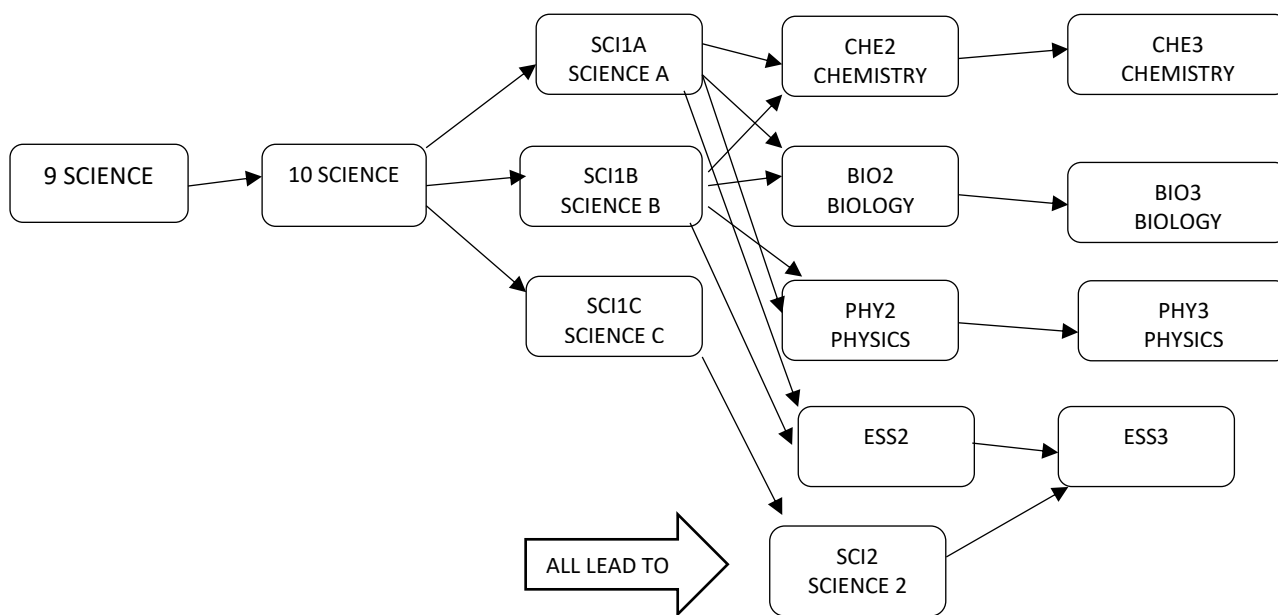 9 SCIENCE
10 SCIENCE
SCI1A
SCIENCE A
SCI1B
SCIENCE B
SCI1C
SCIENCE C
CHE2
CHEMISTRY
BIO2
BIOLOGY
PHY2
PHYSICS
ESS2
SCI2
SCIENCE 2
CHE3
CHEMISTRY
BIO3
BIOLOGY
PHY3
PHYSICS
ESS3
ALL LEAD TO